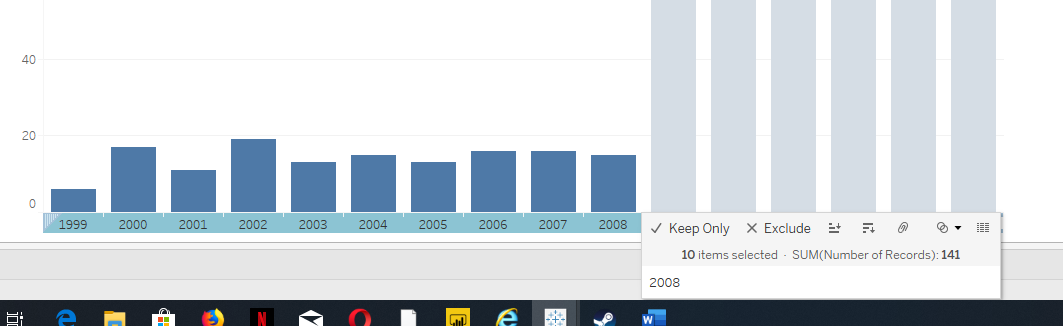 40
20
0
1999 2000 2001 2002 2003 2004 2005 2006 2007 2008
Keep Only Exclude
10 items selected · SUM(Number of Records): 141
2008